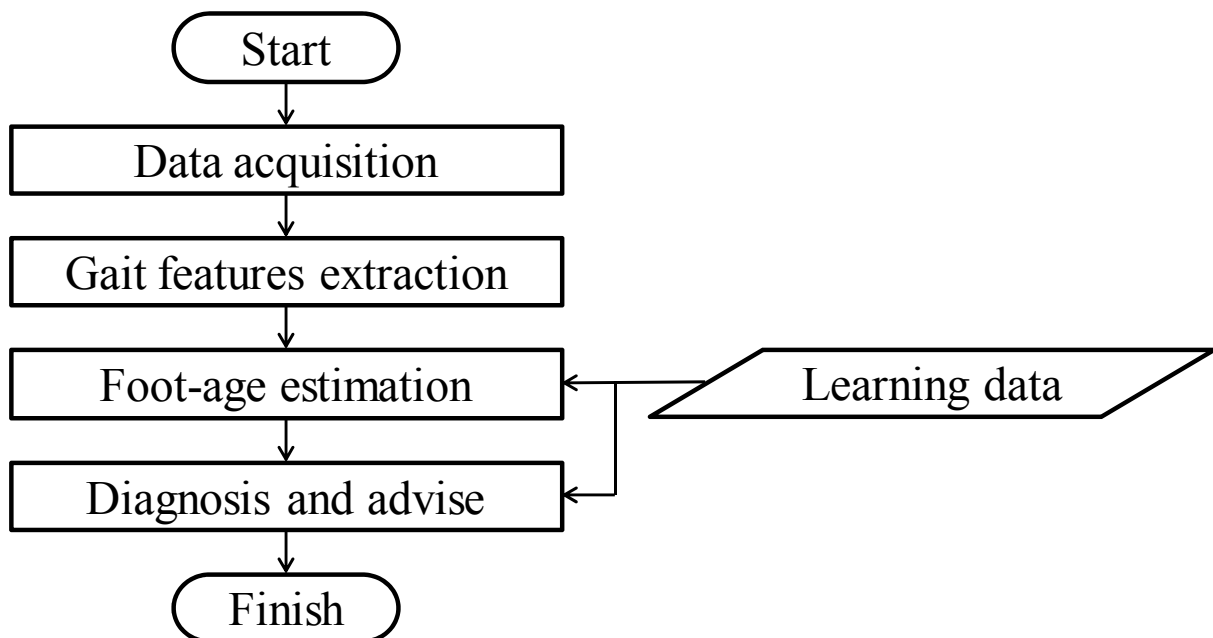 Start
Data acquisition
Gait features extraction
Foot-age estimation
Learning data
Diagnosis and advise
Finish